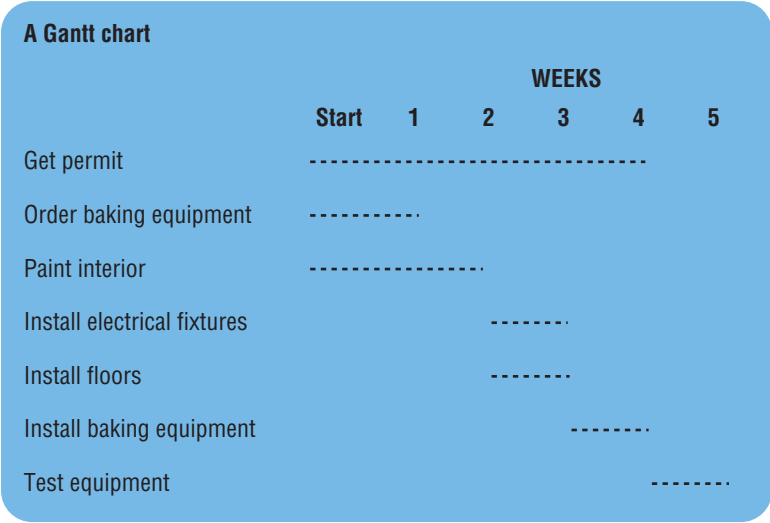 A Gantt chart
WEEKS
Start 1 2 3 4 5
Get permit
Order baking equipment
Paint interior
Install electrical fixtures
Install floors
Install baking equipment
Test equipment